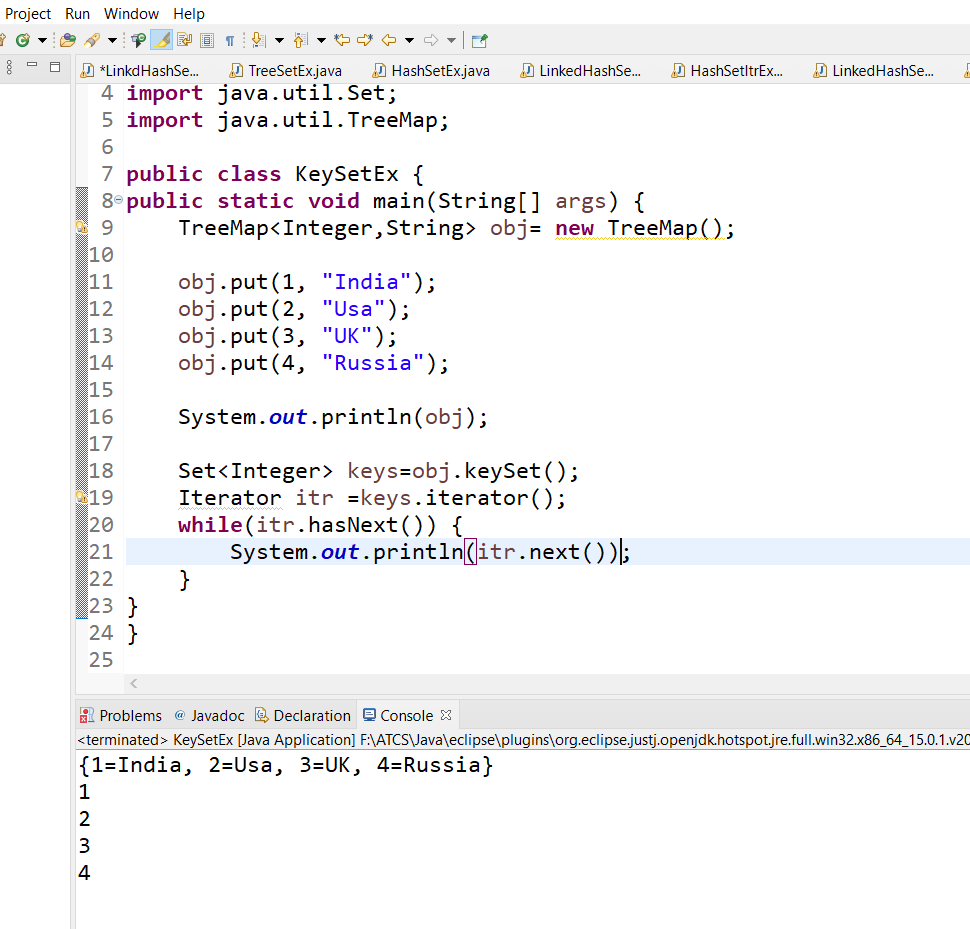 Project Run Window Help
*LinkdHashSe... TreeSetEx.java HashSetEx.java LinkedHashSe... HashSetItrEx... LinkedHashSe...
4 import java.util.Set;
5 import java.util.TreeMap;
6
7 public class KeySetEx {
8 public static void main(String[] args) {
9 TreeMap<Integer,String> obj= new TreeMap();
10
11 obj.put(1, "India");
12 obj.put(2, "Usa");
13 obj.put(3, "UK");
14 obj.put(4, "Russia");
15
16 System.out.println(obj);
17
18 Set<Integer> keys=obj.keySet();
19 Iterator itr =keys.iterator();
20 while(itr.hasNext()) {
21 System.out.println(itr.next());
22 }
23 }
24 }
25
Problems @ Javadoc Declaration Console
<terminated> KeySetEx [Java Application] F:\ATCS\Java\eclipse\plugins\org.eclipse.justj.openjdk.hotspot.jre.full.win32.x86_64_15.0.1.v20
{1=India, 2=Usa, 3=UK, 4=Russia}
1
2
3
4